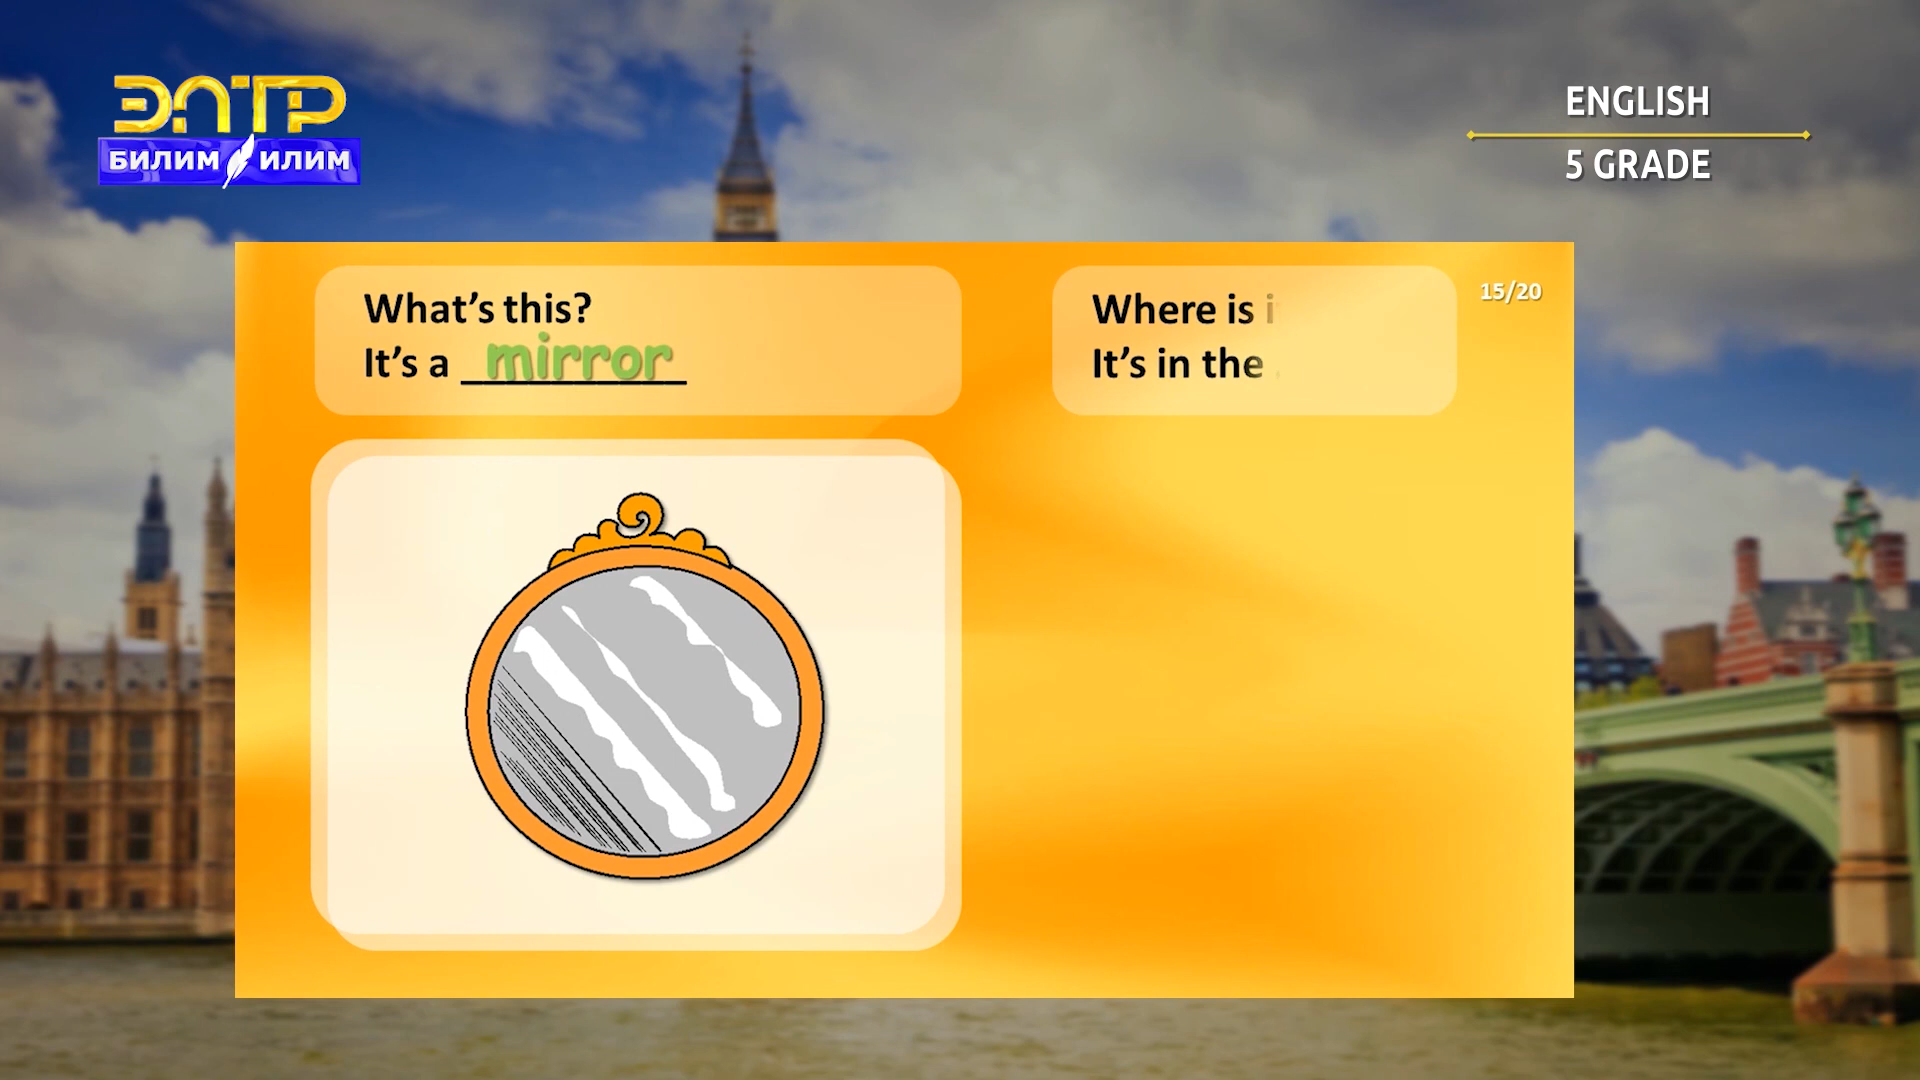 ЭЛТР
БИЛИМ ИЛИМ
ENGLISH
5 GRADE
What's this?
It's a mirror
Where is i
It's in the
15/20